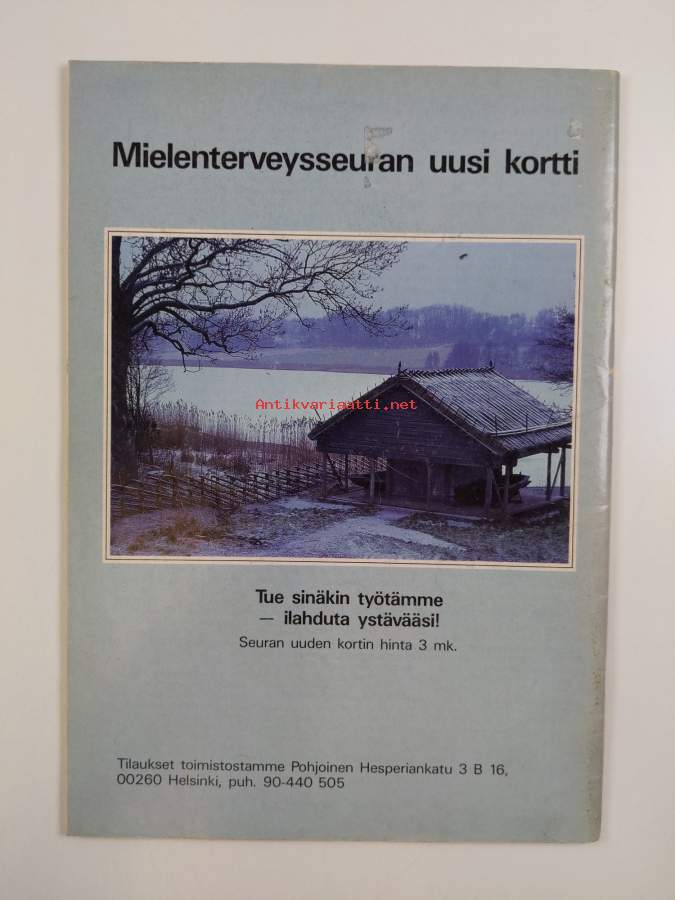 Mielenterveysseuran uusi kortti
Antikvariaatti.net
Tue sinäkin työtämme
— ilahduta ystävääsi!
Seuran uuden kortin hinta 3 mk.
Tilaukset toimistostamme Pohjoinen Hesperiankatu 3 B 16,
00260 Helsinki, puh. 90-440 505